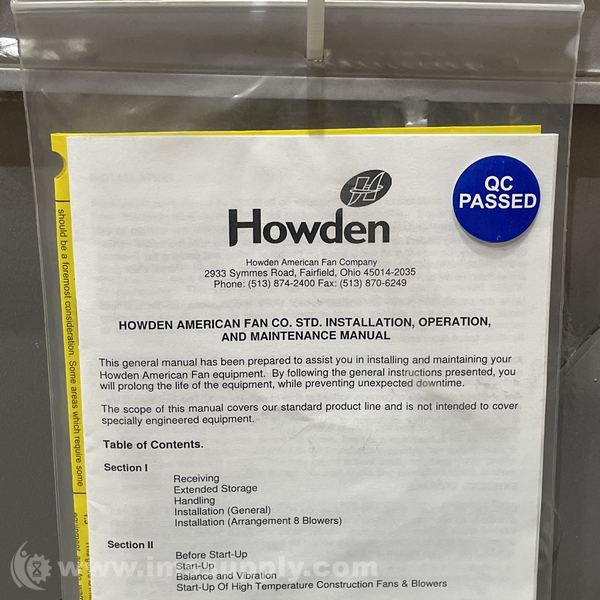 QC
PASSED
Howden
Howden American Fan Company
2933 Symmes Road, Fairfield, Ohio 45014-2035
Phone: (513) 874-2400 Fax: (513) 870-6249
HOWDEN AMERICAN FAN CO. STD. INSTALLATION, OPERATION,
AND MAINTENANCE MANUAL
This general manual has been prepared to assist you in installing and maintaining your
Howden American Fan equipment. By following the general instructions presented, you
will prolong the life of the equipment, while preventing unexpected downtime.
The scope of this manual covers our standard product line and is not intended to cover
specially engineered equipment.
Table of Contents.
Section I
Receiving
Extended Storage
Handling
Installation (General)
Installation (Arrangement 8 Blowers)
Section II
Before Start-Up
Start-Up
Balance and Vibration
Start-Up Of High Temperature Construction Fans & Blowers
should be a foremost consideration. Some areas which require some